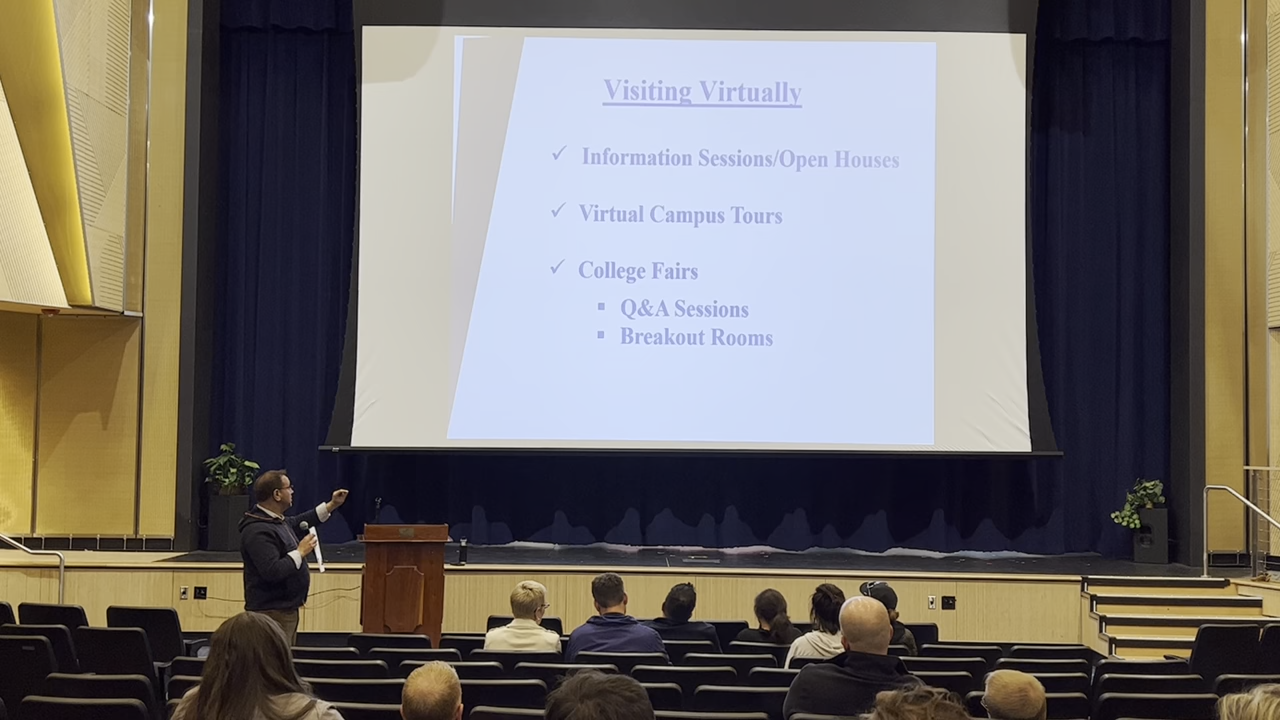 Visiting Virtually
✓ Information Sessions/Open Houses
✓ Virtual Campus Tours
✓ College Fairs
▪ Q&A Sessions
▪ Breakout Rooms